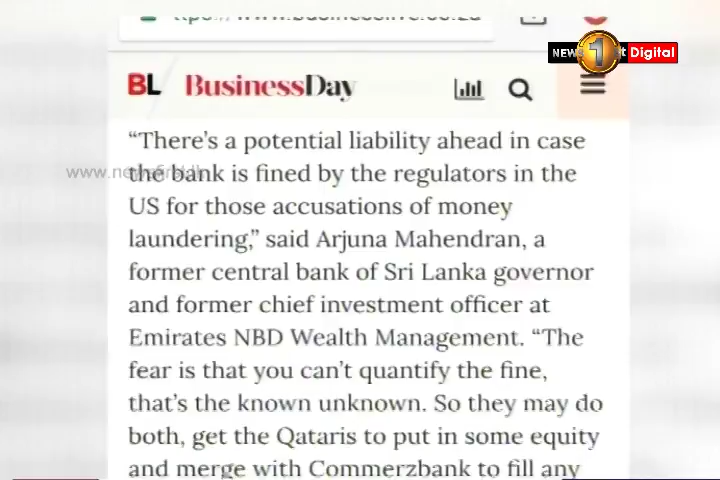 NEWS 1st Digital
BL BusinessDay
“There’s a potential liability ahead in case
www.newsfirst.lk
the bank is fined by the regulators in the
US for those accusations of money
laundering,” said Arjuna Mahendran, a
former central bank of Sri Lanka governor
and former chief investment officer at
Emirates NBD Wealth Management. “The
fear is that you can’t quantify the fine,
that’s the known unknown. So they may do
both, get the Qataris to put in some equity
and merge with Commerzbank to fill any